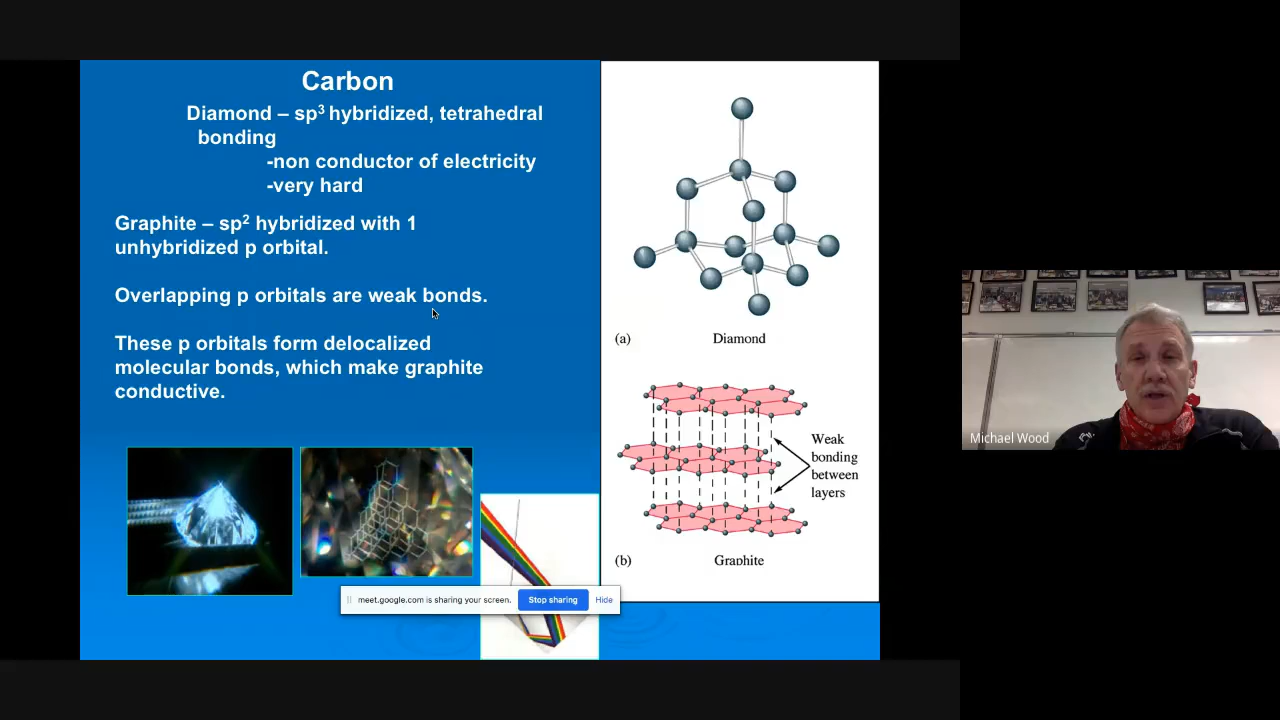 Carbon
Diamond – sp³ hybridized, tetrahedral
bonding
-non conductor of electricity
-very hard
Graphite – sp² hybridized with 1
unhybridized p orbital.
Overlapping p orbitals are weak bonds.
These p orbitals form delocalized
molecular bonds, which make graphite
conductive.
(a) Diamond
Weak
bonding
between
layers
(b) Graphite
meet.google.com is sharing your screen. Stop sharing Hide
Michael Wood